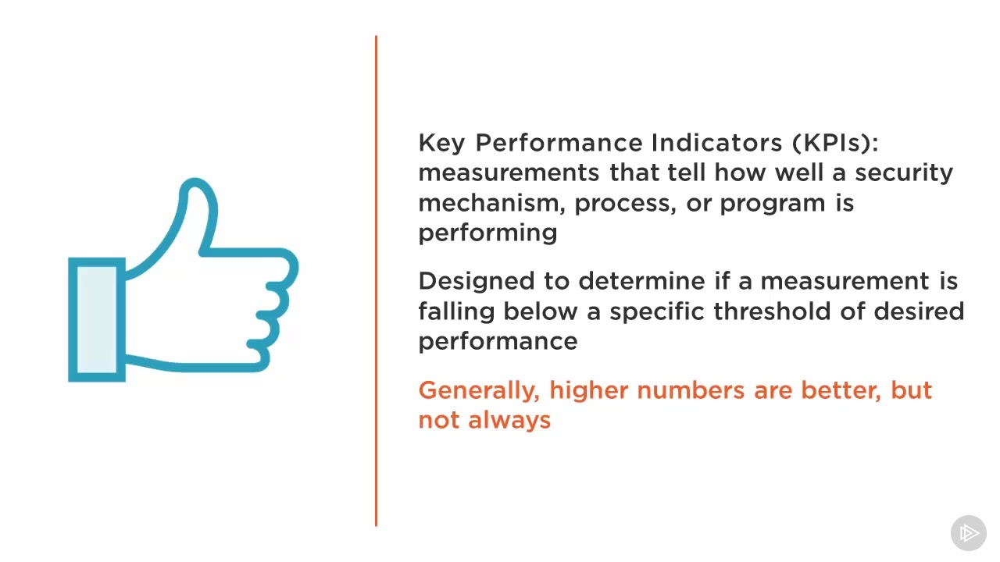 Key Performance Indicators (KPIs):
measurements that tell how well a security
mechanism, process, or program is
performing
Designed to determine if a measurement is
falling below a specific threshold of desired
performance
Generally, higher numbers are better, but
not always